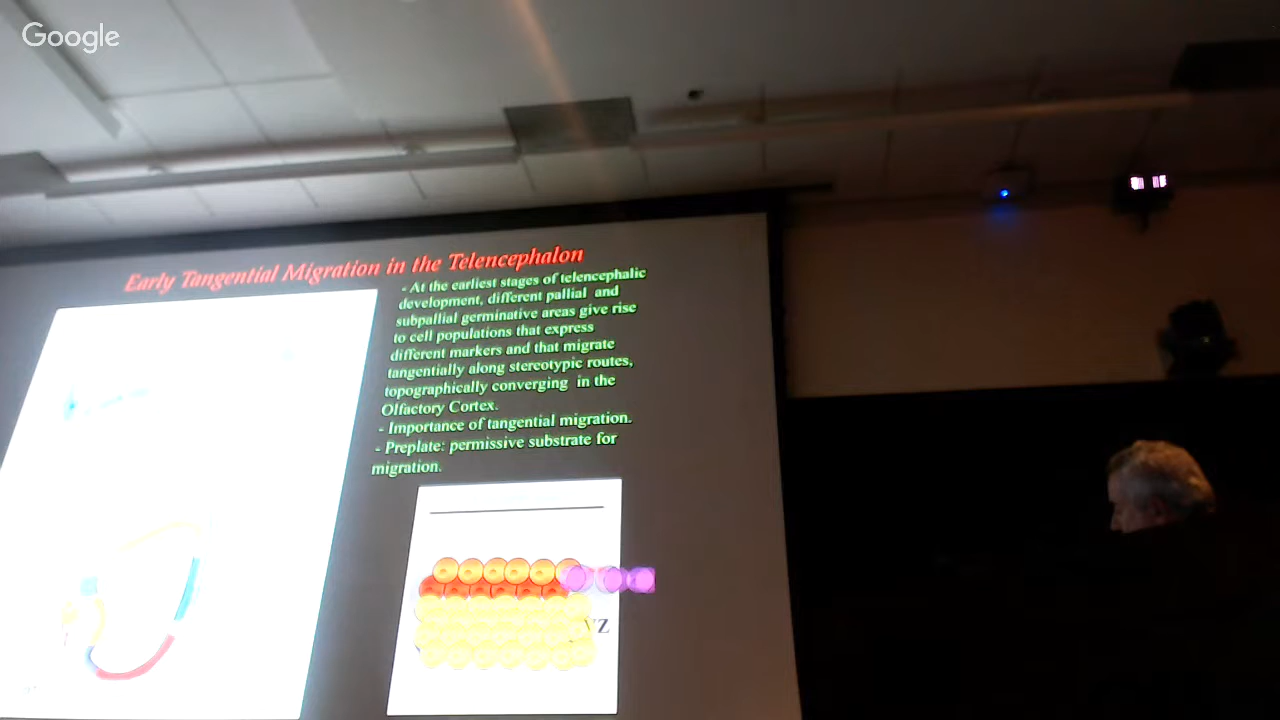 Google
Early Tangential Migration in the Telencephalon
- At the earliest stages of telencephalic
development, different pallial and
subpallial germinative areas give rise
to cell populations that express
different markers and that migrate
tangentially along stereotypic routes,
topographically converging in the
Olfactory Cortex.
- Importance of tangential migration.
- Preplate: permissive substrate for
migration.
VZ